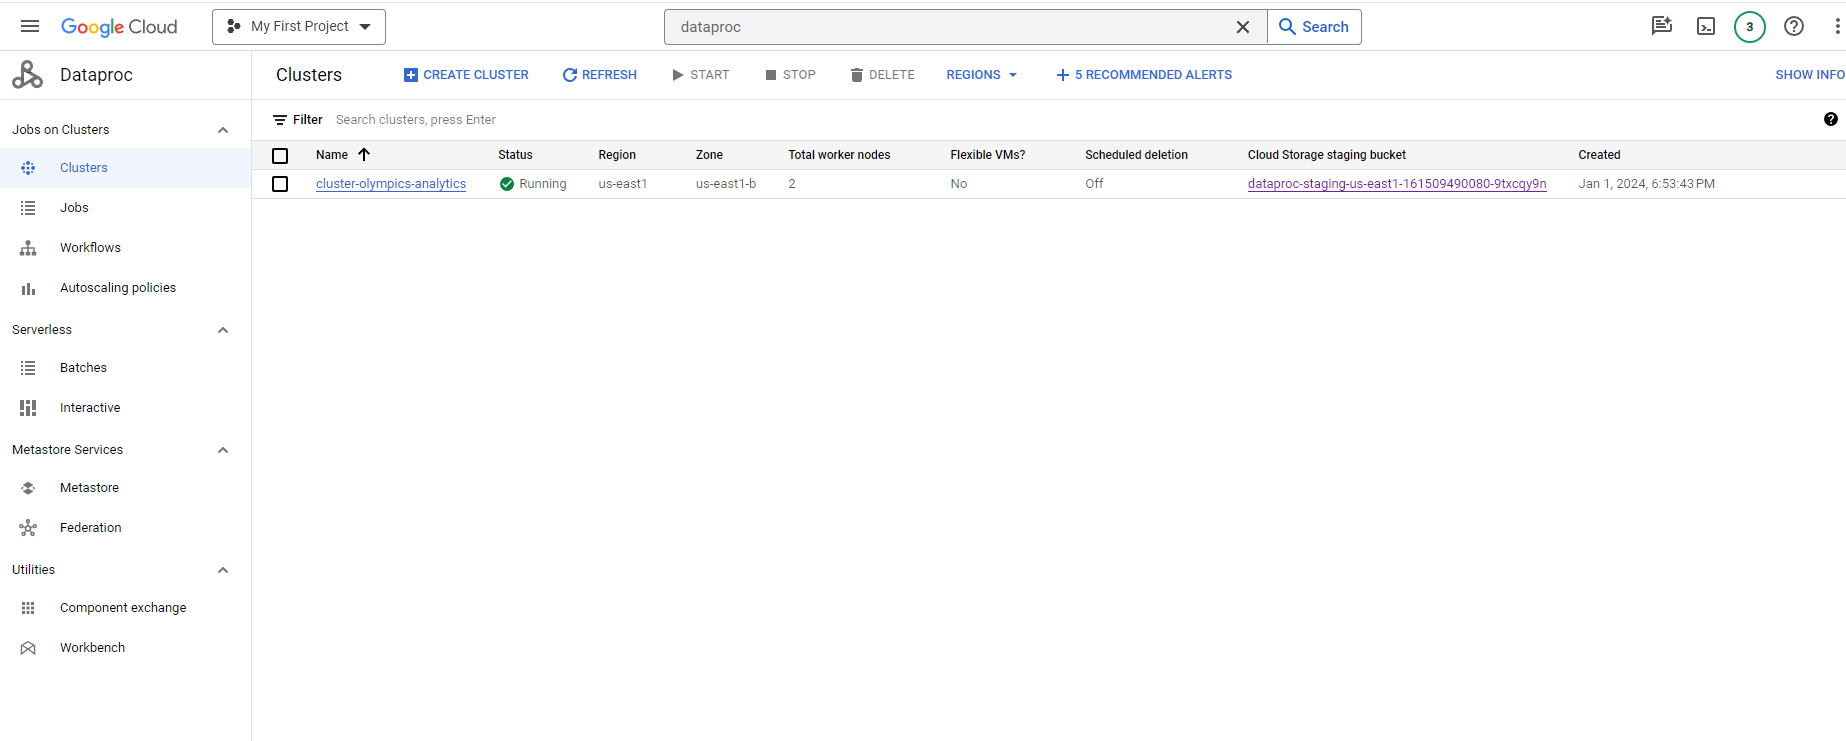 Google Cloud My First Project dataproc Search 3
Dataproc
Clusters CREATE CLUSTER REFRESH START STOP DELETE REGIONS 5 RECOMMENDED ALERTS SHOW INFO
Jobs on Clusters
Clusters
Jobs
Workflows
Autoscaling policies
Serverless
Batches
Interactive
Metastore Services
Metastore
Federation
Utilities
Component exchange
Workbench
Filter Search clusters, press Enter
Name Status Region Zone Total worker nodes Flexible VMs? Scheduled deletion Cloud Storage staging bucket Created
cluster-olympics-analytics Running us-east1 us-east1-b 2 No Off dataproc-staging-us-east1-161509490080-9txcqy9n Jan 1, 2024, 6:53:43 PM